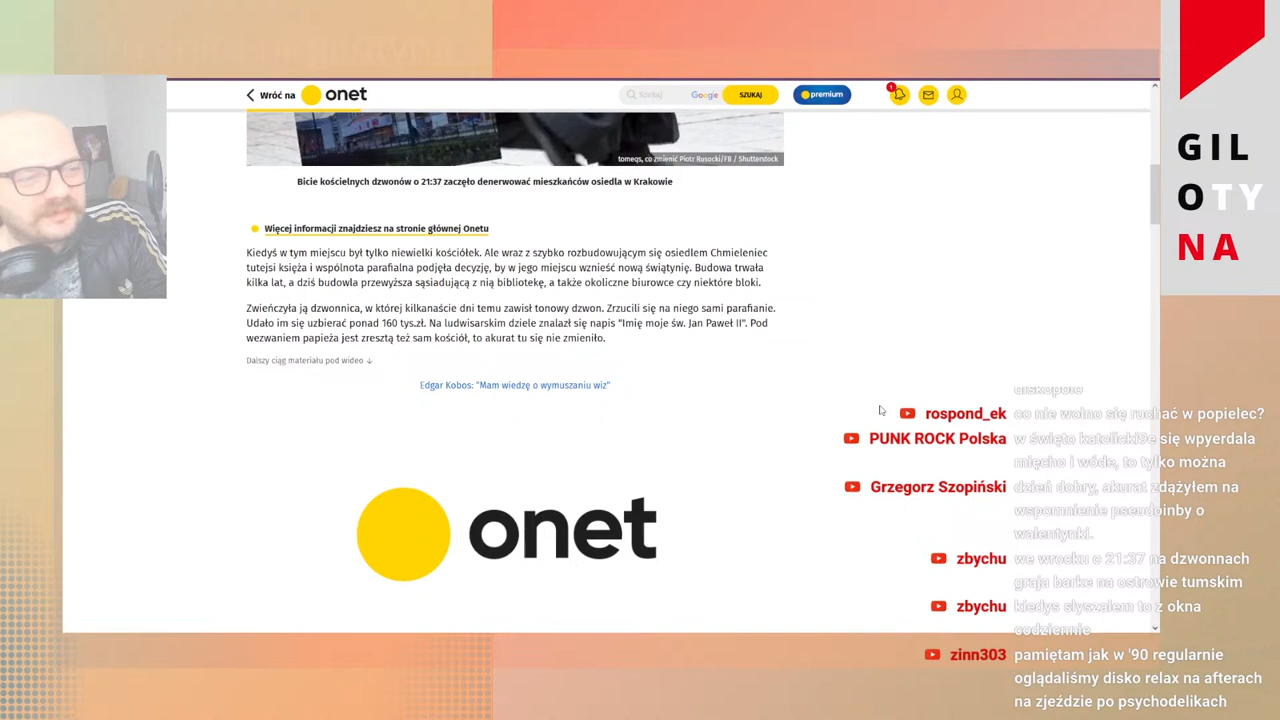 Wróć na onet
Szukaj Google SZUKAJ premium 1
tomeqs, co zmienić Piotr Rusocki/FB / Shutterstock
Bicie kościelnych dzwonów o 21:37 zaczęło denerwować mieszkańców osiedla w Krakowie
Więcej informacji znajdziesz na stronie głównej Onetu
Kiedyś w tym miejscu był tylko niewielki kościółek. Ale wraz z szybko rozbudowującym się osiedlem Chmieleniec
tutejsi księża i wspólnota parafialna podjęła decyzję, by w jego miejscu wznieść nową świątynię. Budowa trwała
kilka lat, a dziś budowla przewyższa sąsiadującą z nią bibliotekę, a także okoliczne biurowce czy niektóre bloki.
Zwieńczyła ją dzwonnica, w której kilkanaście dni temu zawisł tonowy dzwon. Zrzucili się na niego sami parafianie.
Udało im się uzbierać ponad 160 tys.zł. Na ludwisarskim dziele znalazł się napis "Imię moje św. Jan Paweł II". Pod
wezwaniem papieża jest zresztą też sam kościół, to akurat tu się nie zmieniło.
Dalszy ciąg materiału pod wideo ↓
Edgar Kobos: "Mam wiedzę o wymuszaniu wiz"
onet
GIL
OTY
NA
diskopolo
rospond_ek co nie wolno się ruchać w popielec?
PUNK ROCK Polska w święto katolicki9e się wpyerdala
mięcho i wóde, to tylko można
Grzegorz Szopiński dzień dobry, akurat zdążyłem na
wspomnienie pseudoinby o
walentynki.
zbychu we wrocku o 21:37 na dzwonnach
graja barke na ostrowie tumskim
zbychu kiedys slyszalem to z okna
codziennie
zinn303 pamiętam jak w '90 regularnie
oglądaliśmy disko relax na afterach
na zjeździe po psychodelikach